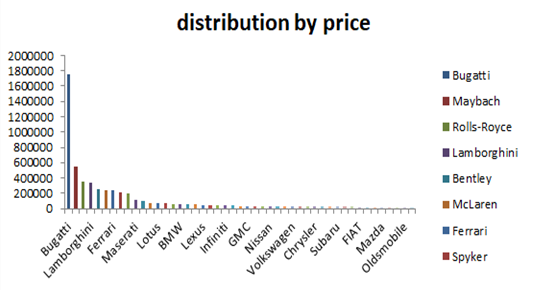 distribution by price
2000000
1800000
1600000
1400000
1200000
1000000
800000
600000
400000
200000
0
Bugatti
Lamborghini
Ferrari
Maserati
Lotus
BMW
Lexus
Infiniti
GMC
Nissan
Volkswagen
Chrysler
Subaru
FIAT
Mazda
Oldsmobile
Bugatti
Maybach
Rolls-Royce
Lamborghini
Bentley
McLaren
Ferrari
Spyker